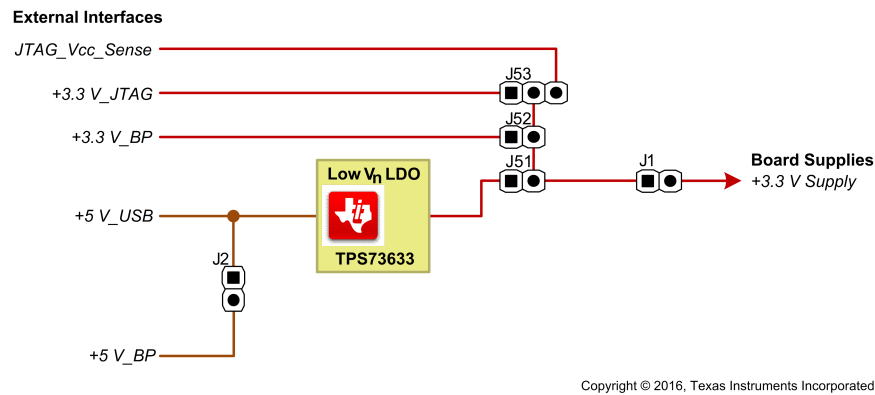 External Interfaces
JTAG_Vcc_Sense
J53
+3.3 V_JTAG
J52
+3.3 V_BP
J51
J1
Board Supplies
+3.3 V Supply
Low Vn LDO
+5 V_USB
TPS73633
J2
+5 V_BP
Copyright © 2016, Texas Instruments Incorporated